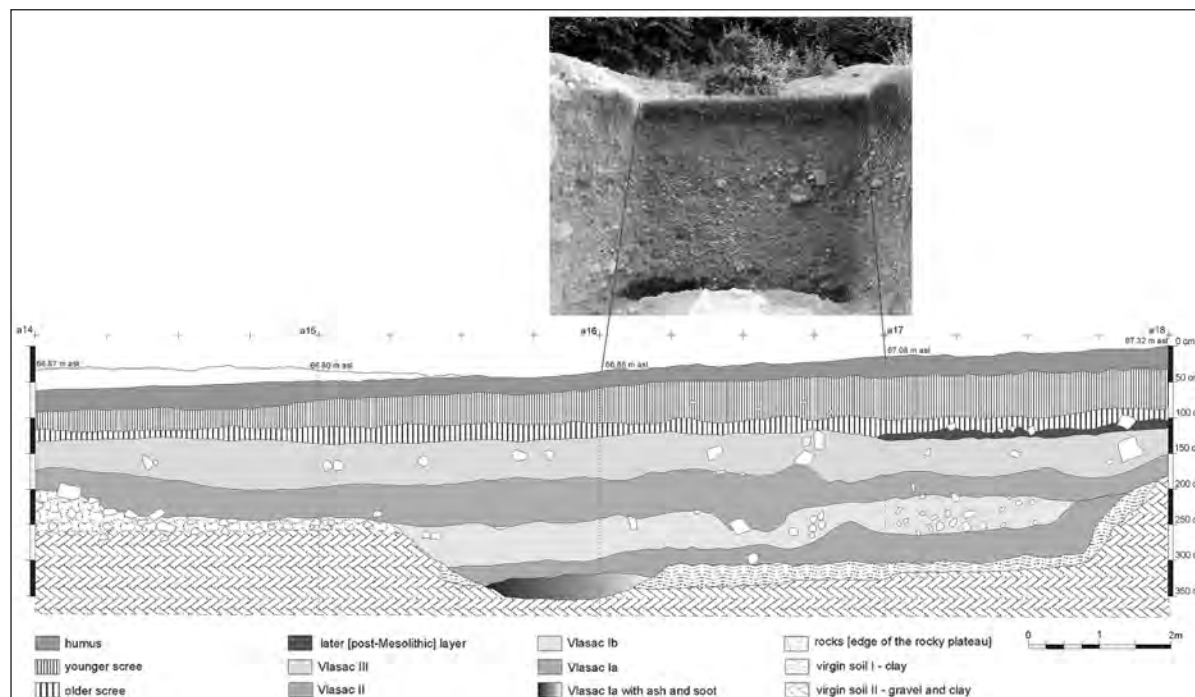 a14 a15 a16 a17 a18
0 cm
66.87 m asl 66.80 m asl 66.86 m asl 67.08 m asl 67.32 m asl
50 c
100 c
150 c
200 c
250 c
300 c
350 c
humus later [post-Mesolithic] layer Vlasac Ib rocks [edge of the rocky plateau] 0 1 2m
younger scree Vlasac III Vlasac Ia virgin soil I - clay
older scree Vlasac II Vlasac Ia with ash and soot virgin soil II - gravel and clay